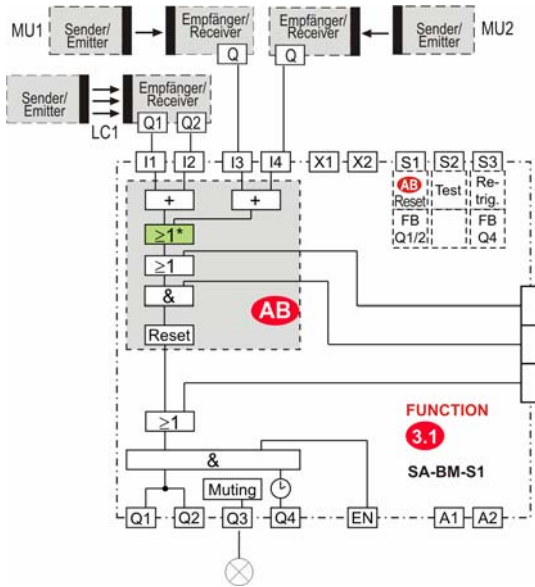 MU1
Sender/
Emitter
Empfänger/
Receiver
Q
Empfänger/
Receiver
Q
Sender/
Emitter
MU2
Sender/
Emitter
LC1
Empfänger/
Receiver
Q1 Q2
I1 I2 I3 I4 X1 X2 S1 S2 S3
AB
Reset
Test
Re-
trig.
FB
Q1/2
FB
Q4
+ +
≥1*
≥1
&
Reset
AB
≥1
&
FUNCTION
3.1
SA-BM-S1
Muting
Q1 Q2 Q3 Q4 EN A1 A2